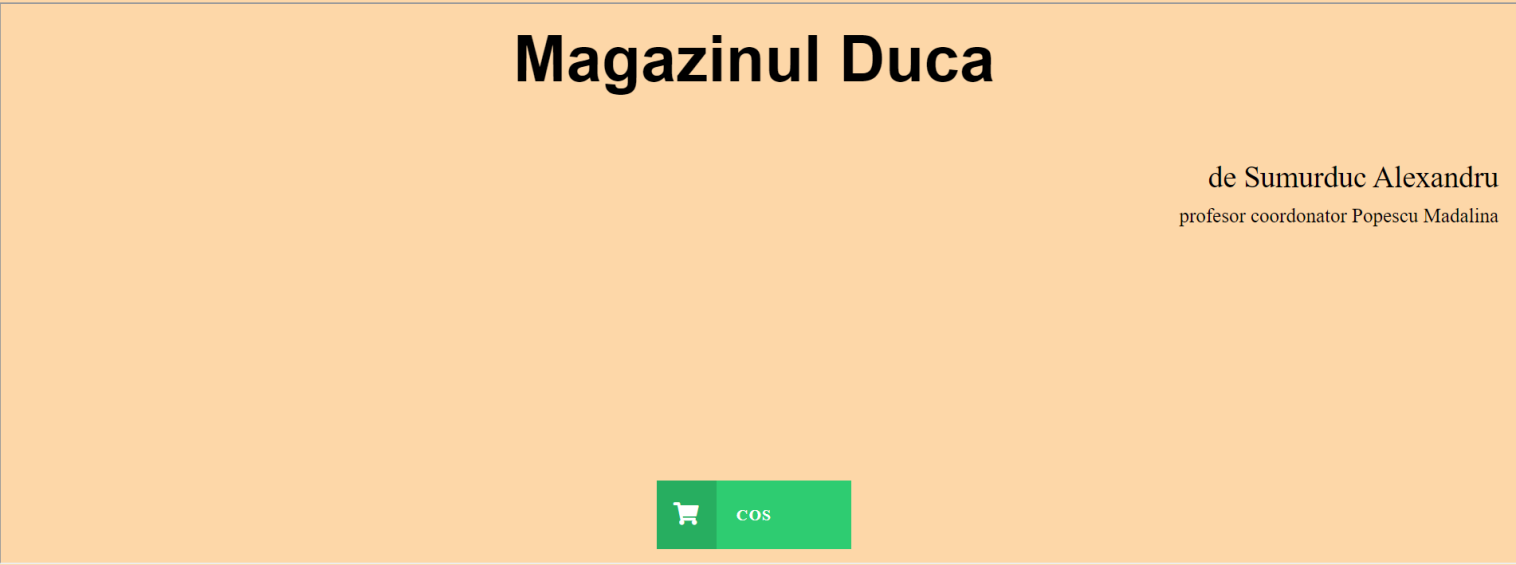 Magazinul Duca
de Sumurduc Alexandru
profesor coordonator Popescu Madalina
COS